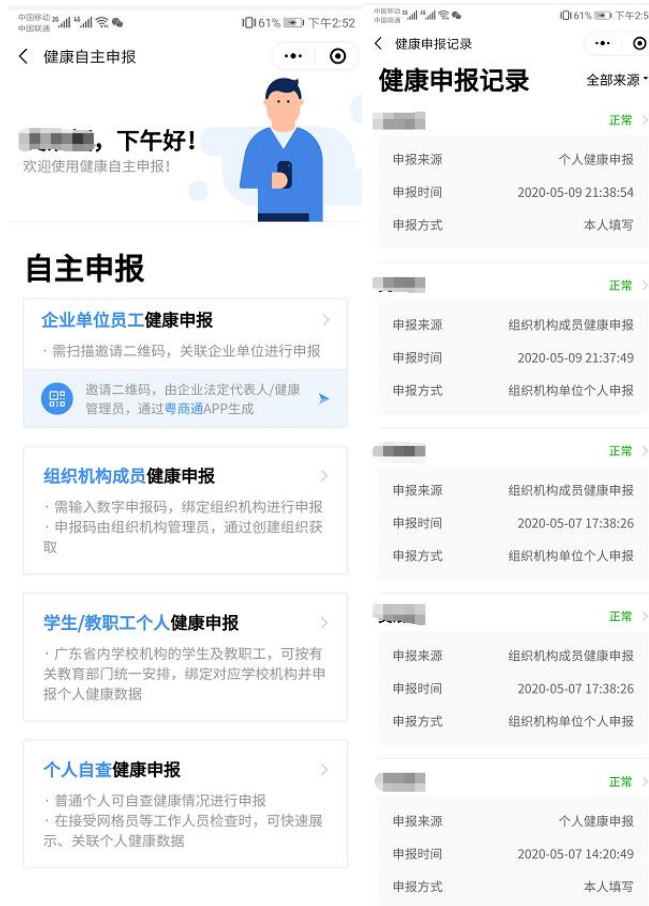 中国移动 2G 4G
中国联通
61% 下午2:52
健康自主申报
，下午好！
欢迎使用健康自主申报！
自主申报
企业单位员工健康申报
· 需扫描邀请二维码，关联企业单位进行申报
邀请二维码，由企业法定代表人/健康
管理员，通过粤商通APP生成
组织机构成员健康申报
· 需输入数字申报码，绑定组织机构进行申报
· 申报码由组织机构管理员，通过创建组织获
取
学生/教职工个人健康申报
· 广东省内学校机构的学生及教职工，可按有
关教育部门统一安排，绑定对应学校机构并申
报个人健康数据
个人自查健康申报
· 普通个人可自查健康情况进行申报
· 在接受网格员等工作人员检查时，可快速展
示、关联个人健康数据
中国移动 2G 4G
中国联通
61% 下午2:5
健康申报记录
健康申报记录
全部来源
正常
申报来源 个人健康申报
申报时间 2020-05-09 21:38:54
申报方式 本人填写
正常
申报来源 组织机构成员健康申报
申报时间 2020-05-09 21:37:49
申报方式 组织机构单位个人申报
正常
申报来源 组织机构成员健康申报
申报时间 2020-05-07 17:38:26
申报方式 组织机构单位个人申报
正常
申报来源 组织机构成员健康申报
申报时间 2020-05-07 17:38:26
申报方式 组织机构单位个人申报
正常
申报来源 个人健康申报
申报时间 2020-05-07 14:20:49
申报方式 本人填写